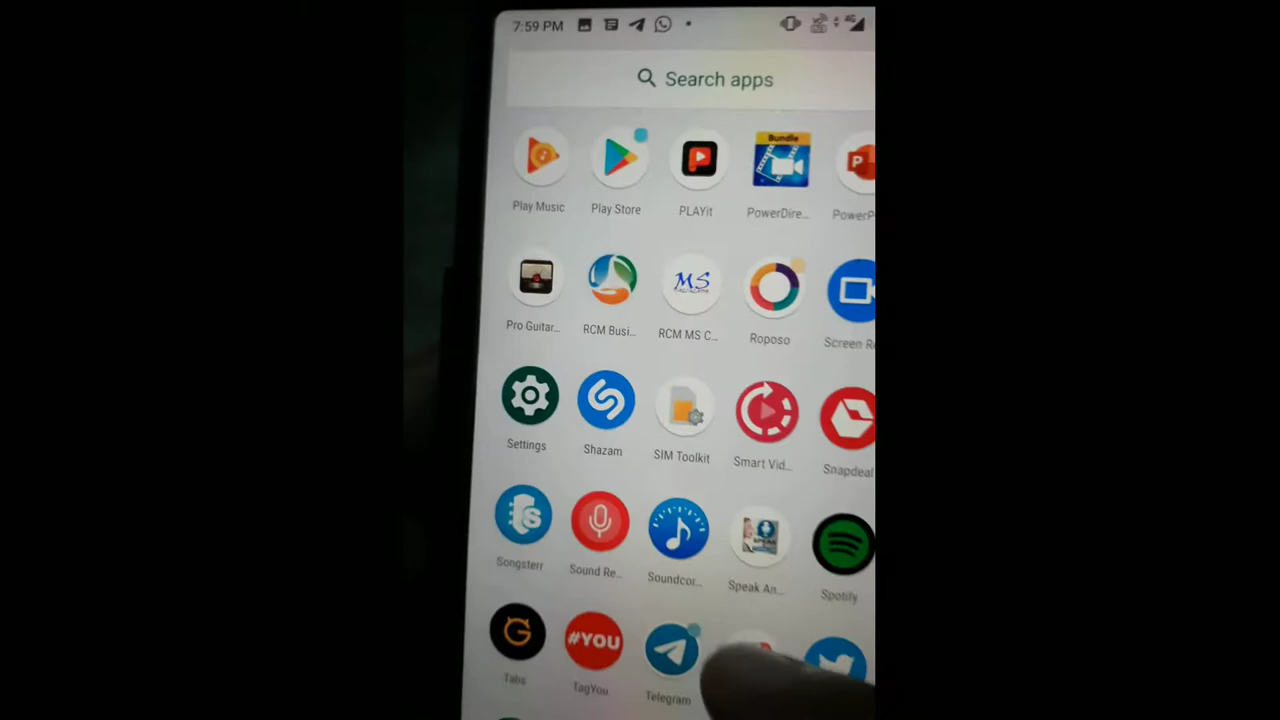 7:59 PM
4G
Search apps
Bundle
Play Music
Play Store
PLAYit
PowerDire...
PowerP
Pro Guitar...
RCM Busi...
MS
RCM MS C...
Roposo
Screen R
Settings
Shazam
SIM Toolkit
Smart Vid...
Snapdeal
Songsterr
Sound Re...
Soundcor...
Speak An...
Spotify
#YOU
Tabs
TagYou
Telegram